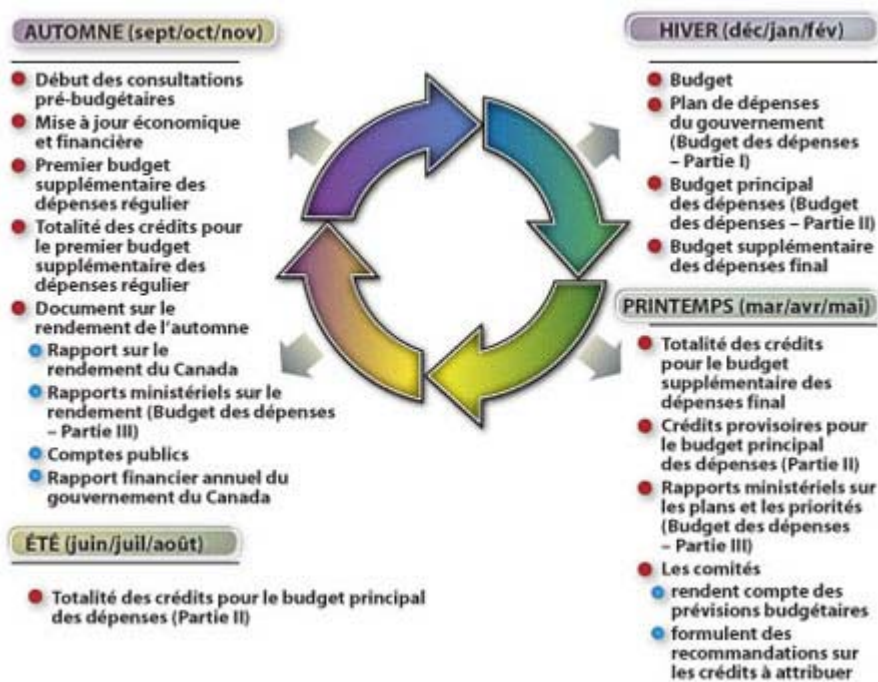 AUTOMNE (sept/oct/nov)
Début des consultations
pré-budgétaires
Mise à jour économique
et financière
Premier budget
supplémentaire des
dépenses régulier
Totalité des crédits pour
le premier budget
supplémentaire des
dépenses régulier
Document sur le
rendement de l'automne
Rapport sur le
rendement du Canada
Rapports ministériels sur le
rendement (Budget des dépenses
– Partie III)
Comptes publics
Rapport financier annuel du
gouvernement du Canada
HIVER (déc/jan/fév)
Budget
Plan de dépenses
du gouvernement
(Budget des dépenses
– Partie I)
Budget principal
des dépenses (Budget
des dépenses – Partie II)
Budget supplémentaire
des dépenses final
PRINTEMPS (mar/avr/mai)
Totalité des crédits
pour le budget
supplémentaire des
dépenses final
Crédits provisoires pour
le budget principal
des dépenses (Partie II)
Rapports ministériels sur
les plans et les priorités
(Budget des dépenses
– Partie III)
Les comités
rendent compte des
prévisions budgétaires
formulent des
recommandations sur
les crédits à attribuer
ÉTÉ (juin/juil/août)
Totalité des crédits pour le budget principal
des dépenses (Partie II)